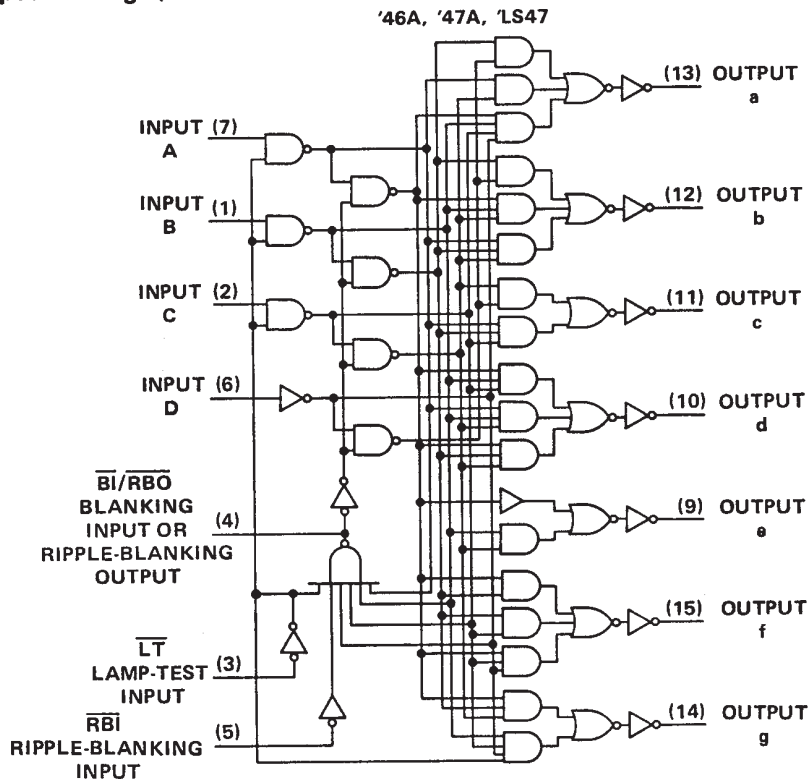 '46A, '47A, 'LS47
(13) OUTPUT
a
INPUT (7)
A
(12) OUTPUT
b
INPUT (1)
B
INPUT (2)
C
(11) OUTPUT
c
INPUT (6)
D
(10) OUTPUT
d
BI/RBO
BLANKING
INPUT OR (4)
RIPPLE-BLANKING
OUTPUT
(9) OUTPUT
e
(15) OUTPUT
f
LT
LAMP-TEST (3)
INPUT
RBI
RIPPLE-BLANKING (5)
INPUT
(14) OUTPUT
g